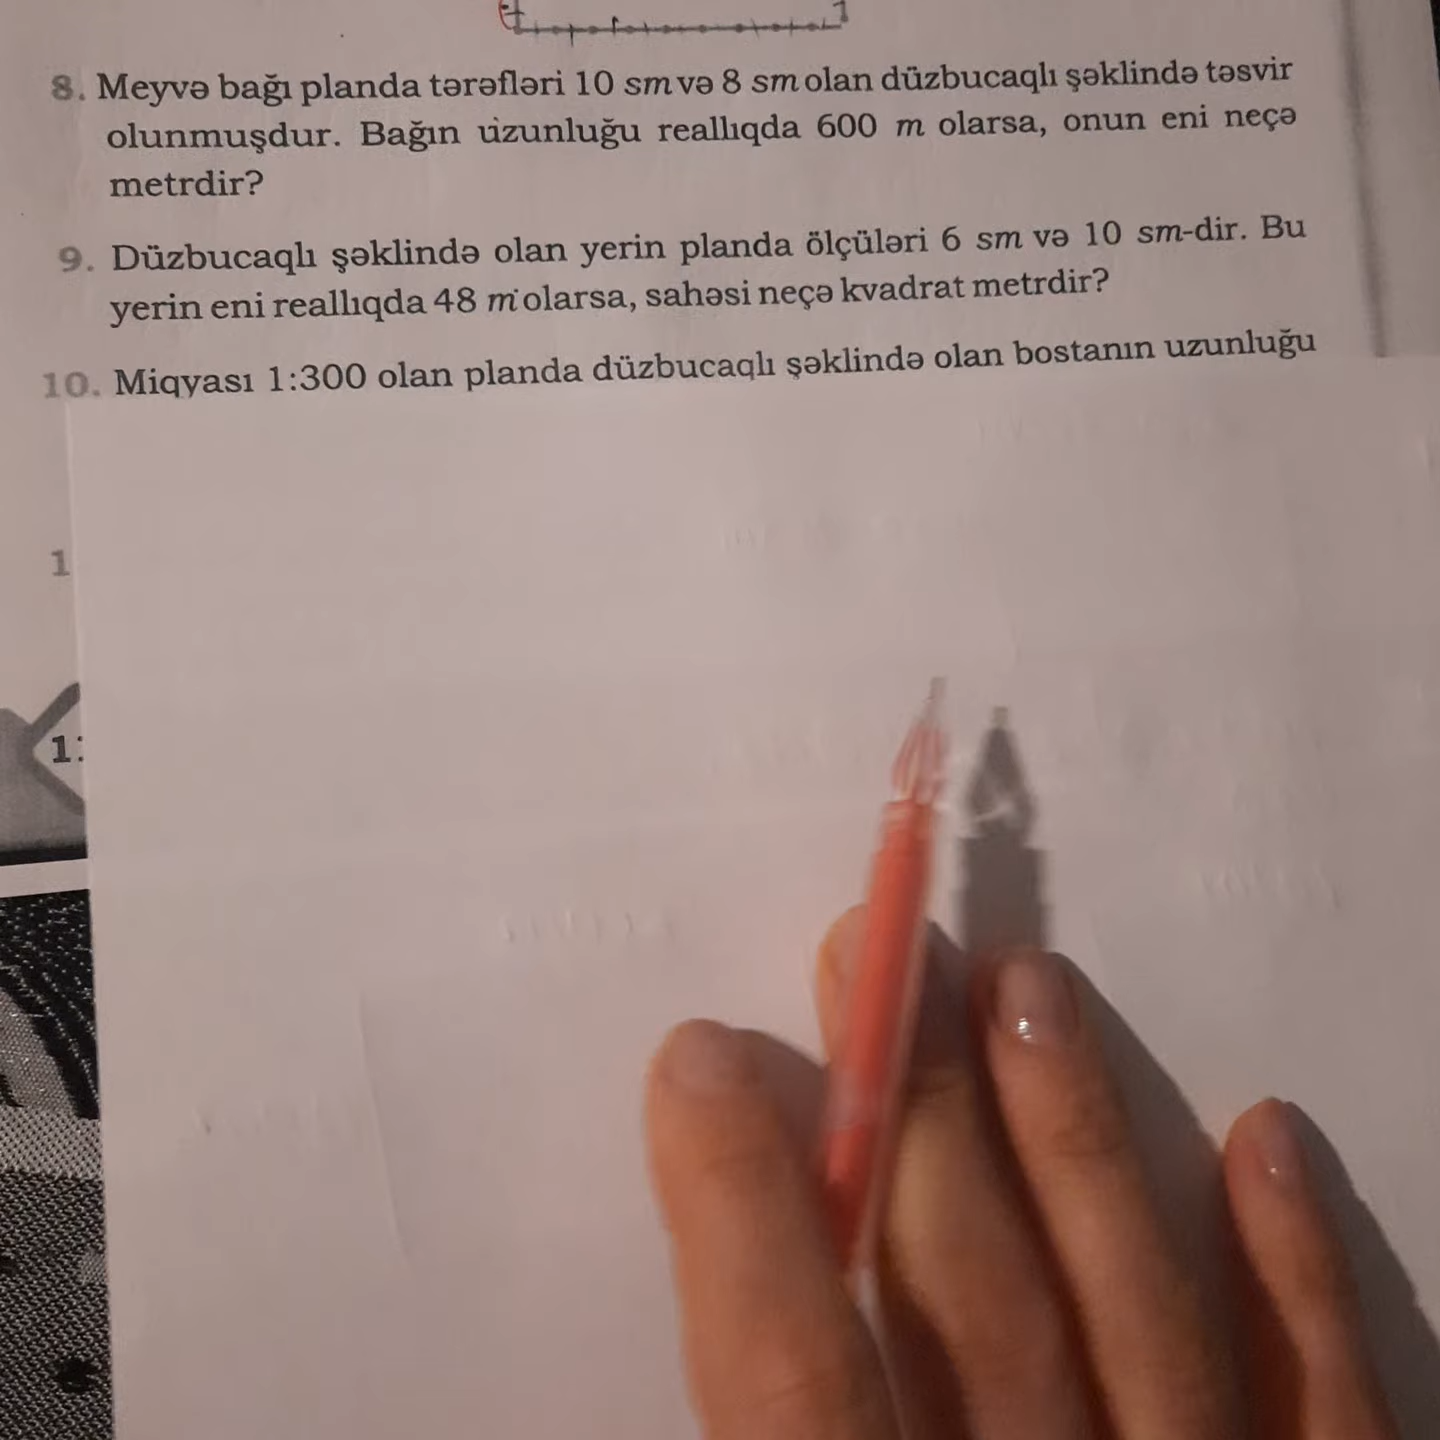 8. Meyvə bağı planda tərəfləri 10 sm və 8 sm olan düzbucaqlı şəklində təsvir
olunmuşdur. Bağın uzunluğu reallıqda 600 m olarsa, onun eni neçə
metrdir?
9. Düzbucaqlı şəklində olan yerin planda ölçüləri 6 sm və 10 sm-dir. Bu
yerin eni reallıqda 48 m olarsa, sahəsi neçə kvadrat metrdir?
10. Miqyası 1:300 olan planda düzbucaqlı şəklində olan bostanın uzunluğu
1
1: